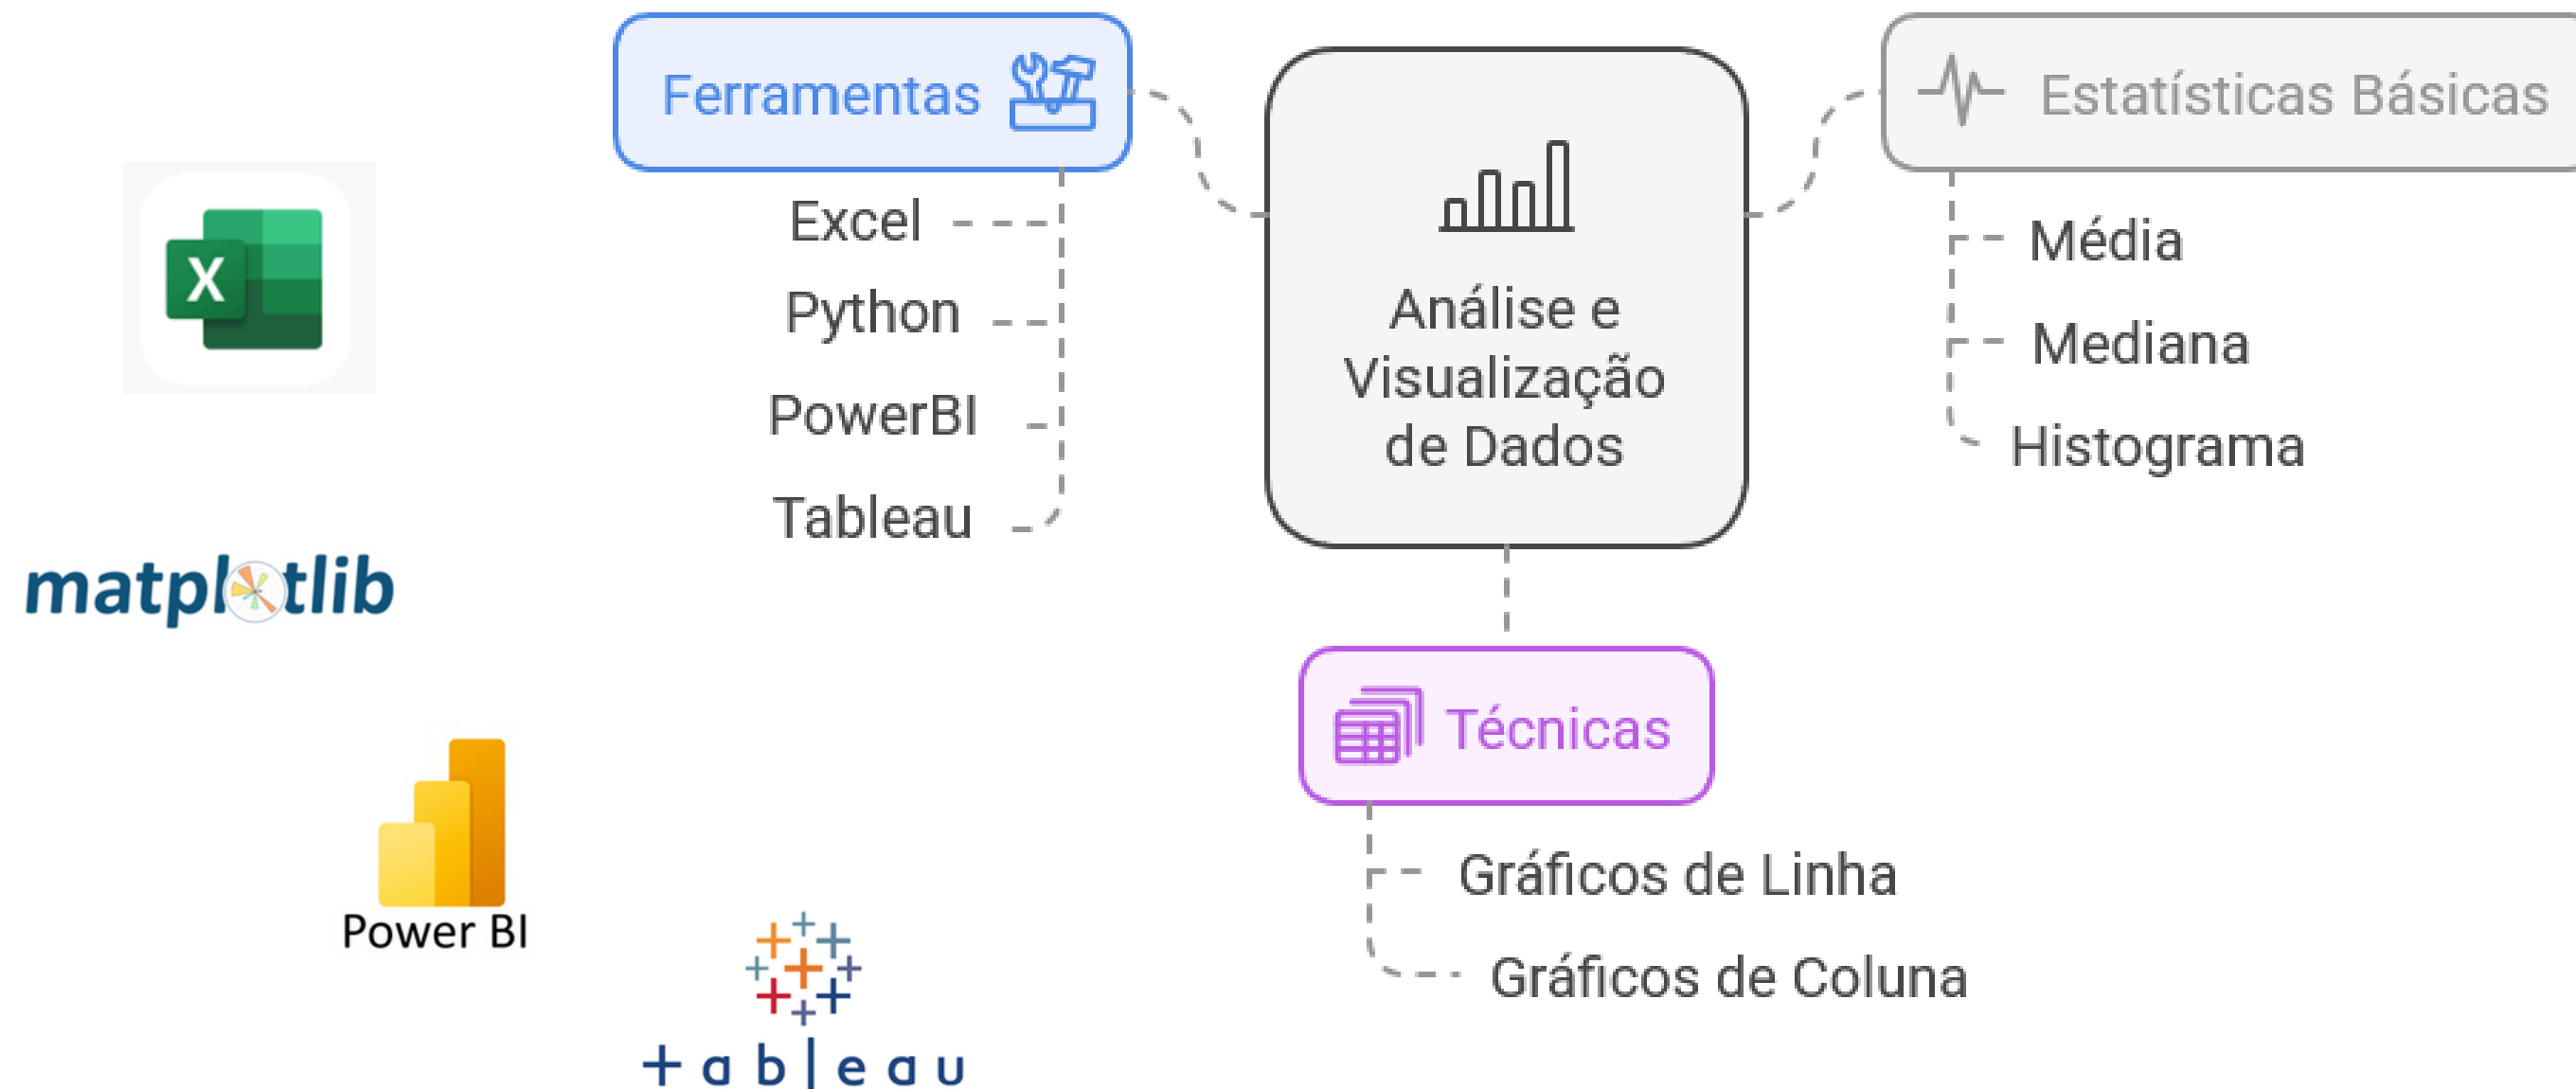 Ferramentas
Excel
Python
PowerBI
Tableau
Análise e
Visualização
de Dados
Estatísticas Básicas
Média
Mediana
Histograma
Técnicas
Gráficos de Linha
Gráficos de Coluna
X
matplotlib
Power BI
+ableau